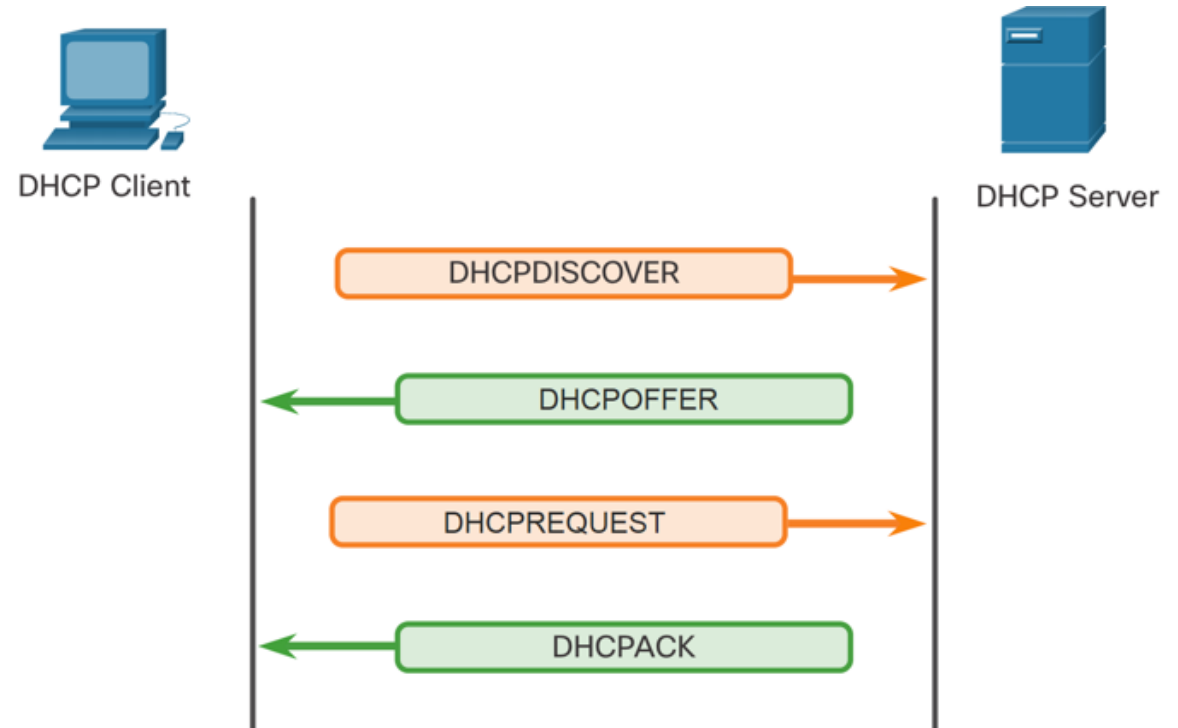 DHCP Client
DHCP Server
DHCPDISCOVER
DHCPOFFER
DHCPREQUEST
DHCPACK